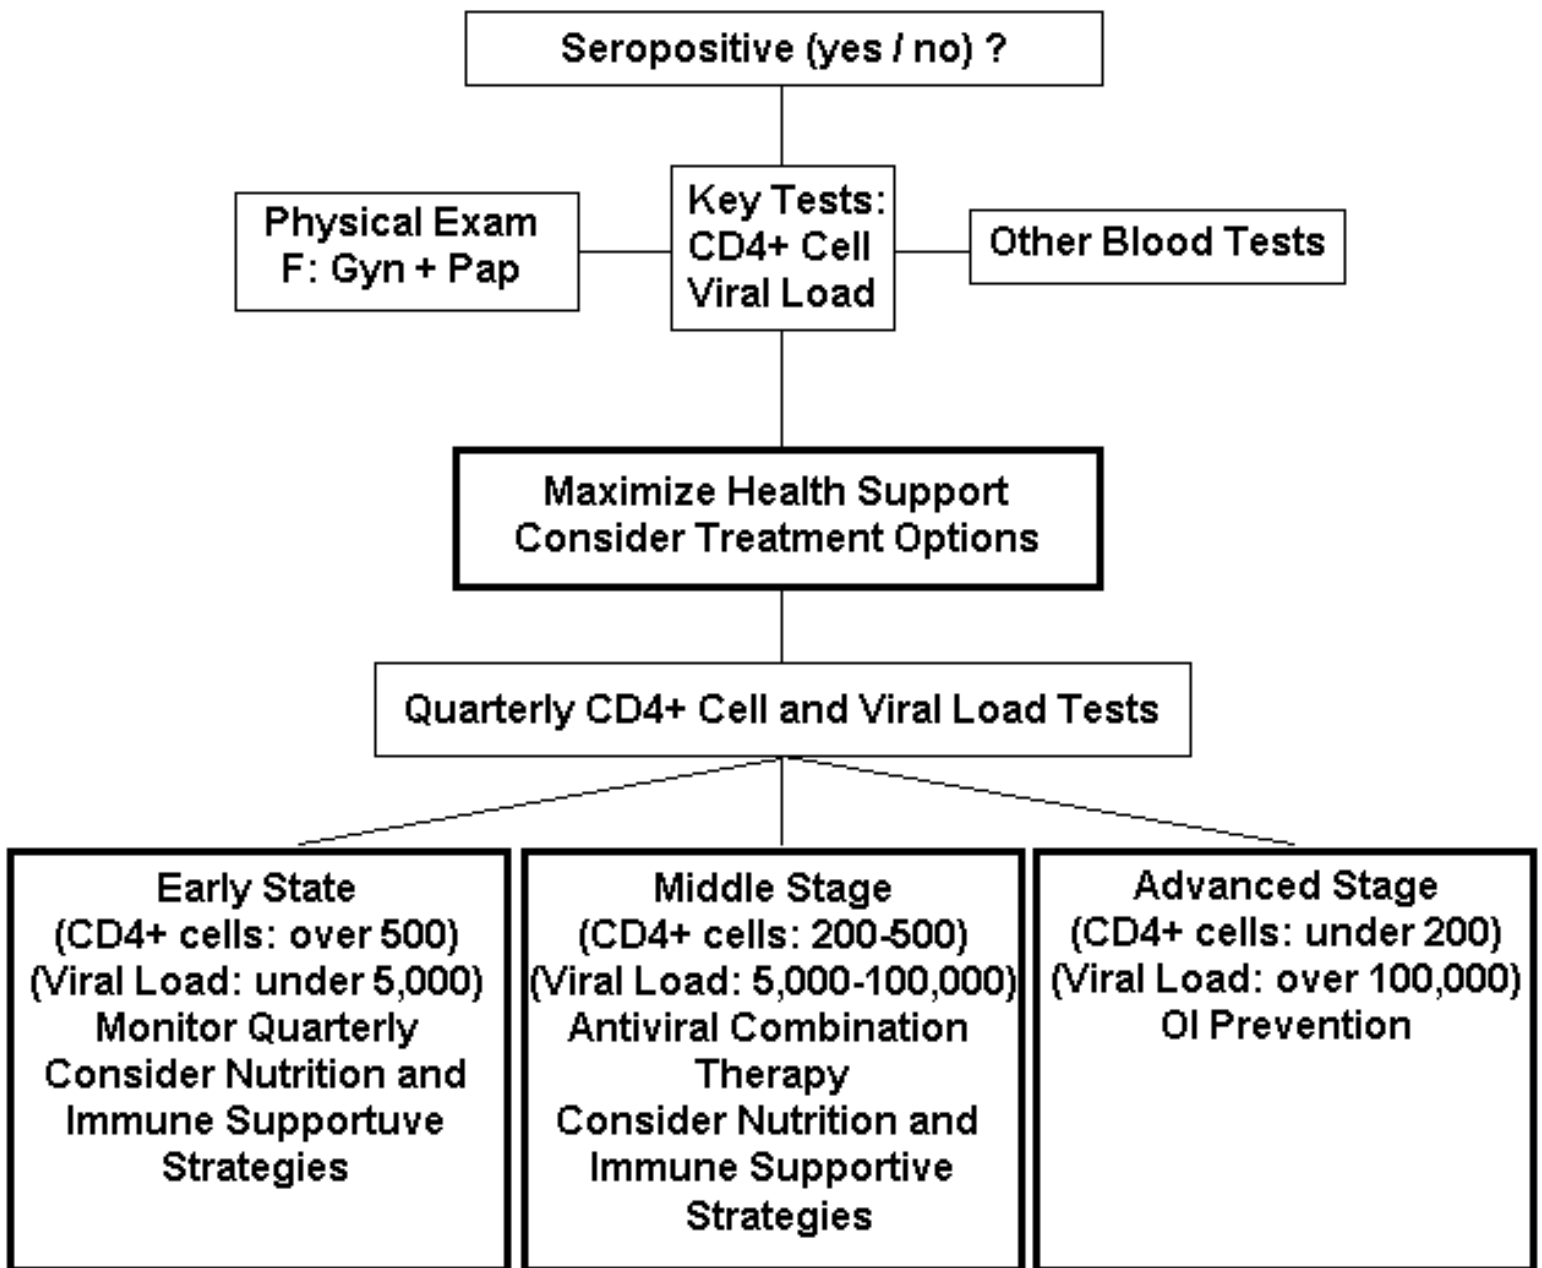 Seropositive (yes / no) ?
Physical Exam
F: Gyn + Pap
Key Tests:
CD4+ Cell
Viral Load
Other Blood Tests
Maximize Health Support
Consider Treatment Options
Quarterly CD4+ Cell and Viral Load Tests
Early State
(CD4+ cells: over 500)
(Viral Load: under 5,000)
Monitor Quarterly
Consider Nutrition and
Immune Supportuve
Strategies
Middle Stage
(CD4+ cells: 200-500)
(Viral Load: 5,000-100,000)
Antiviral Combination
Therapy
Consider Nutrition and
Immune Supportive
Strategies
Advanced Stage
(CD4+ cells: under 200)
(Viral Load: over 100,000)
OI Prevention